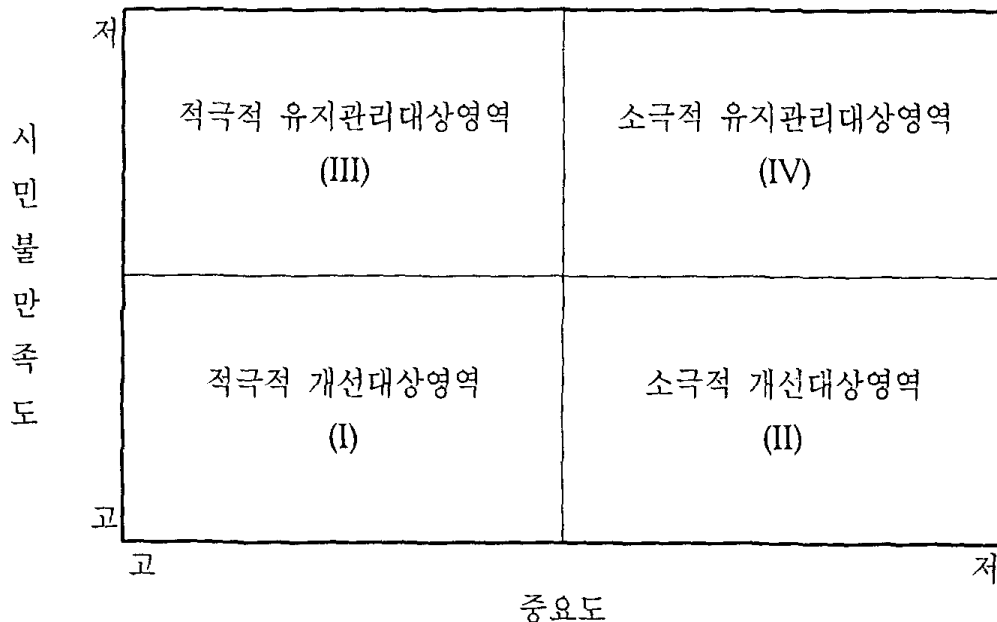 저
적극적 유지관리대상영역
(III)
소극적 유지관리대상영역
(IV)
시민불만족도
적극적 개선대상영역
(I)
소극적 개선대상영역
(II)
고
고
저
중요도